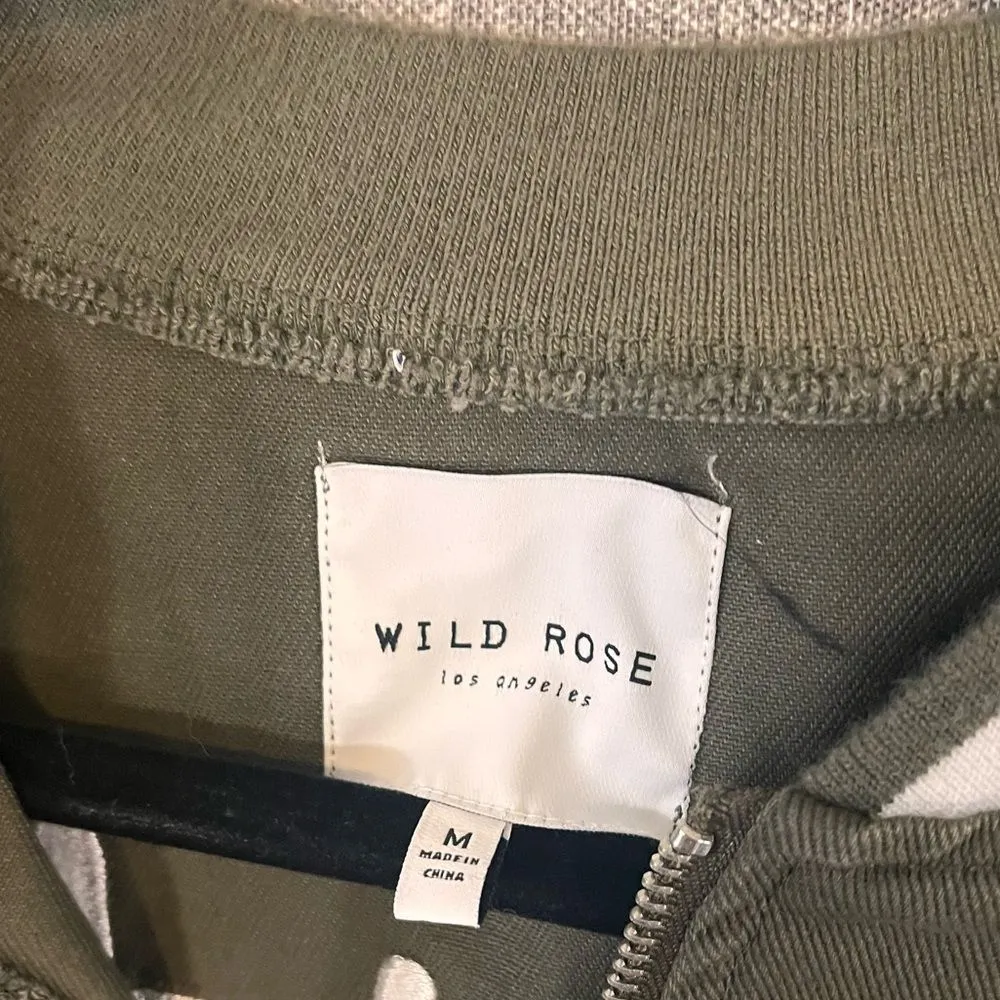 WILD ROSE
los angeles
M
MADE IN
CHINA